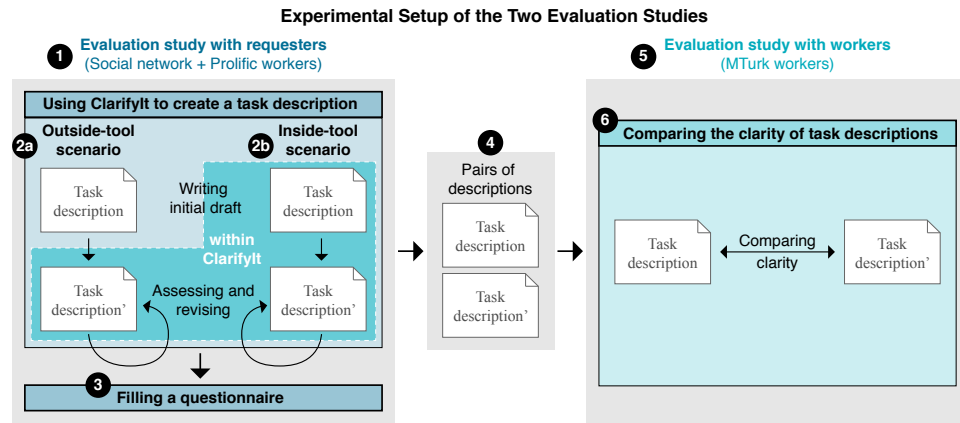 Experimental Setup of the Two Evaluation Studies
1
Evaluation study with requesters
(Social network + Prolific workers)
Using ClarifyIt to create a task description
2a
Outside-tool
scenario
2b
Inside-tool
scenario
Task
description
Writing
initial draft
Task
description
within
ClarifyIt
Task
description’
Assessing and
revising
Task
description’
3
Filling a questionnaire
4
Pairs of
descriptions
Task
description
Task
description’
5
Evaluation study with workers
(MTurk workers)
6
Comparing the clarity of task descriptions
Task
description
Comparing
clarity
Task
description’